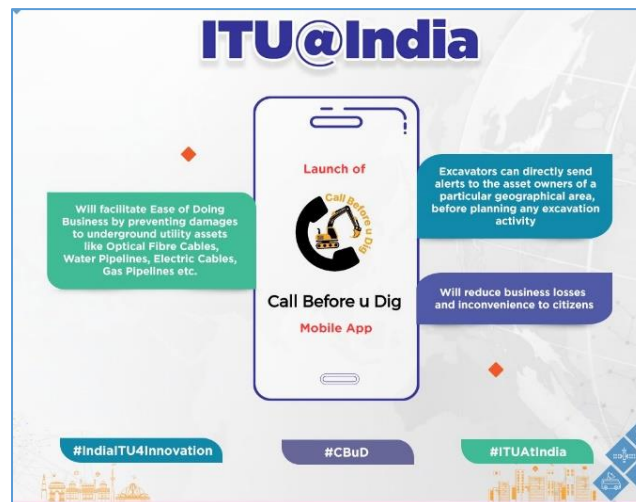 ITU@India
Launch of
Call Before u Dig
Call Before u Dig
Mobile App
Will facilitate Ease of Doing
Business by preventing damages
to underground utility assets
like Optical Fibre Cables,
Water Pipelines, Electric Cables,
Gas Pipelines etc.
Excavators can directly send
alerts to the asset owners of a
particular geographical area,
before planning any excavation
activity
Will reduce business losses
and inconvenience to citizens
#IndiaITU4Innovation
#CBuD
#ITUAtIndia